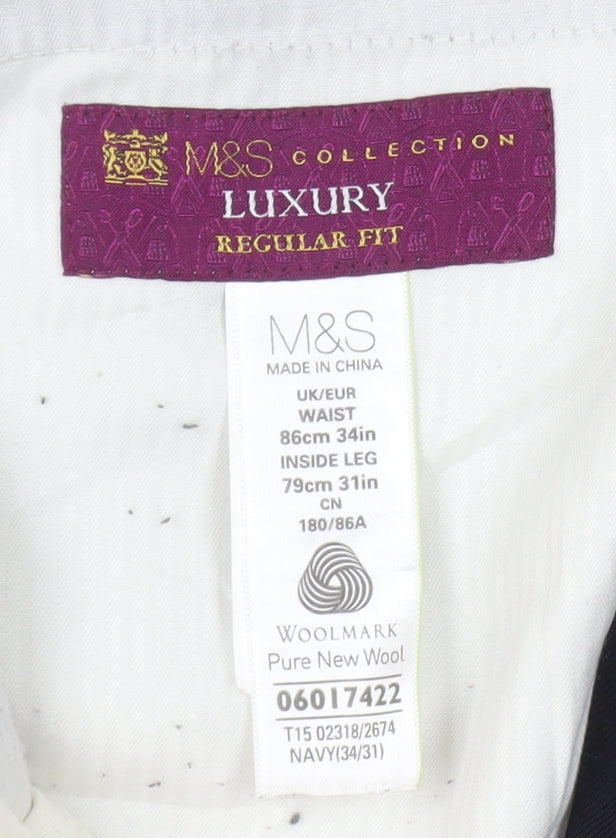 M&S COLLECTION
LUXURY
REGULAR FIT
M&S
MADE IN CHINA
UK/EUR
WAIST
86cm 34in
INSIDE LEG
79cm 31in
CN
180/86A
WOOLMARK
Pure New Wool
06017422
T15 02318/2674
NAVY(34/31)